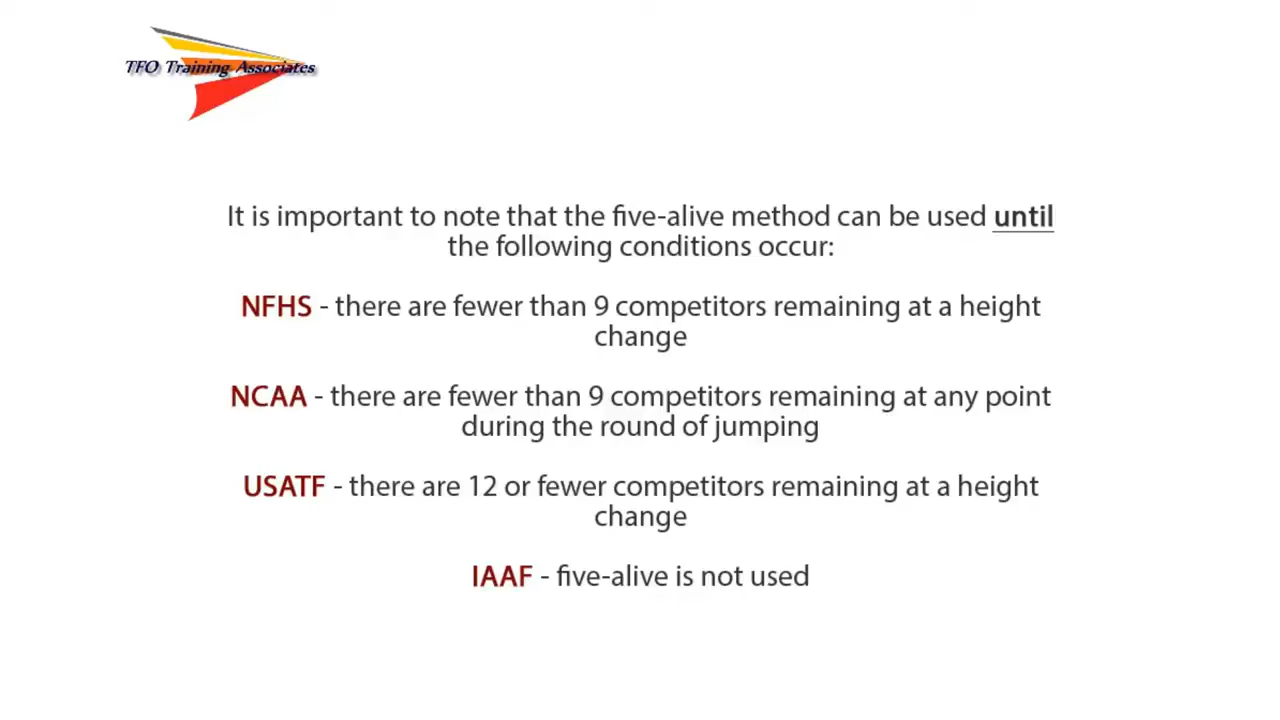 TFO Training Associates
It is important to note that the five-alive method can be used until
the following conditions occur:
NFHS - there are fewer than 9 competitors remaining at a height
change
NCAA - there are fewer than 9 competitors remaining at any point
during the round of jumping
USATF - there are 12 or fewer competitors remaining at a height
change
IAAF - five-alive is not used